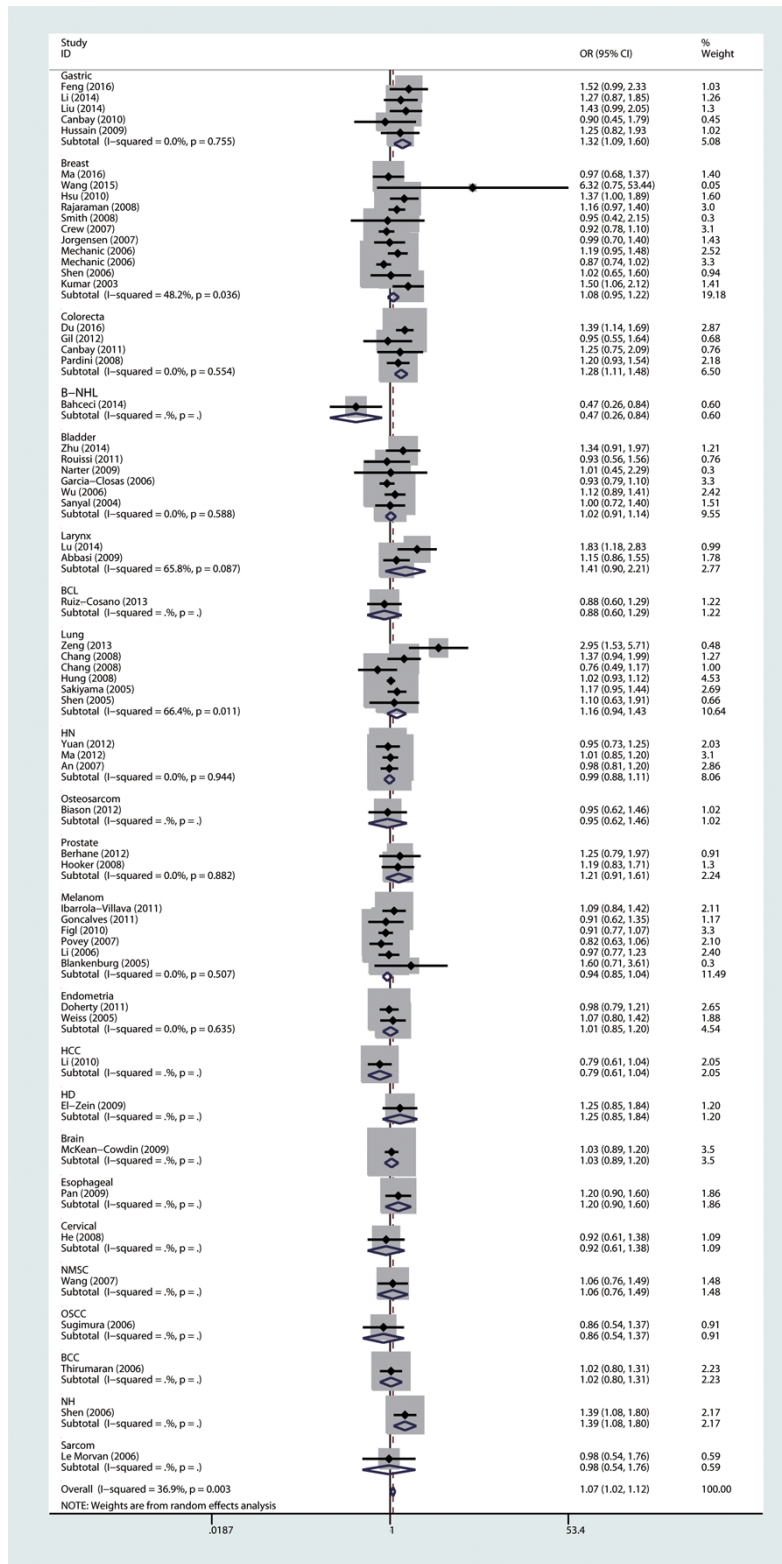 Study %
ID OR (95% CI) Weight
Gastric
Feng (2016) 1.52 (0.99, 2.33 1.03
Li (2014) 1.27 (0.87, 1.85) 1.26
Liu (2014) 1.43 (0.99, 2.05) 1.3
Canbay (2010) 0.90 (0.45, 1.79) 0.45
Hussain (2009) 1.25 (0.82, 1.93 1.02
Subtotal (I−squared = 0.0%, p = 0.755) 1.32 (1.09, 1.60) 5.08
Breast
Ma (2016) 0.97 (0.68, 1.37) 1.40
Wang (2015) 6.32 (0.75, 53.44) 0.05
Hsu (2010) 1.37 (1.00, 1.89) 1.60
Rajaraman (2008) 1.16 (0.97, 1.40) 3.0
Smith (2008) 0.95 (0.42, 2.15) 0.3
Crew (2007) 0.92 (0.78, 1.10) 3.1
Jorgensen (2007) 0.99 (0.70, 1.40) 1.43
Mechanic (2006) 1.19 (0.95, 1.48) 2.52
Mechanic (2006) 0.87 (0.74, 1.02) 3.3
Shen (2006) 1.02 (0.65, 1.60) 0.94
Kumar (2003) 1.50 (1.06, 2.12) 1.41
Subtotal (I−squared = 48.2%, p = 0.036) 1.08 (0.95, 1.22) 19.18
Colorecta
Du (2016) 1.39 (1.14, 1.69) 2.87
Gil (2012) 0.95 (0.55, 1.64) 0.68
Canbay (2011) 1.25 (0.75, 2.09) 0.76
Pardini (2008) 1.20 (0.93, 1.54) 2.18
Subtotal (I−squared = 0.0%, p = 0.554) 1.28 (1.11, 1.48) 6.50
B−NHL
Bahceci (2014) 0.47 (0.26, 0.84) 0.60
Subtotal (I−squared = .%, p = .) 0.47 (0.26, 0.84) 0.60
Bladder
Zhu (2014) 1.34 (0.91, 1.97) 1.21
Rouissi (2011) 0.93 (0.56, 1.56) 0.76
Narter (2009) 1.01 (0.45, 2.29) 0.3
Garcia−Closas (2006) 0.93 (0.79, 1.10) 3.3
Wu (2006) 1.12 (0.89, 1.41) 2.42
Sanyal (2004) 1.00 (0.72, 1.40) 1.51
Subtotal (I−squared = 0.0%, p = 0.588) 1.02 (0.91, 1.14) 9.55
Larynx
Lu (2014) 1.83 (1.18, 2.83 0.99
Abbasi (2009) 1.15 (0.86, 1.55) 1.78
Subtotal (I−squared = 65.8%, p = 0.087) 1.41 (0.90, 2.21) 2.77
BCL
Ruiz−Cosano (2013 0.88 (0.60, 1.29) 1.22
Subtotal (I−squared = .%, p = .) 0.88 (0.60, 1.29) 1.22
Lung
Zeng (2013 2.95 (1.53, 5.71) 0.48
Chang (2008) 1.37 (0.94, 1.99) 1.27
Chang (2008) 0.76 (0.49, 1.17) 1.00
Hung (2008) 1.02 (0.93, 1.12) 4.53
Sakiyama (2005) 1.17 (0.95, 1.44) 2.69
Shen (2005) 1.10 (0.63, 1.91) 0.66
Subtotal (I−squared = 66.4%, p = 0.011) 1.16 (0.94, 1.43 10.64
HN
Yuan (2012) 0.95 (0.73, 1.25) 2.03
Ma (2012) 1.01 (0.85, 1.20) 3.1
An (2007) 0.98 (0.81, 1.20) 2.86
Subtotal (I−squared = 0.0%, p = 0.944) 0.99 (0.88, 1.11) 8.06
Osteosarcom
Biason (2012) 0.95 (0.62, 1.46) 1.02
Subtotal (I−squared = .%, p = .) 0.95 (0.62, 1.46) 1.02
Prostate
Berhane (2012) 1.25 (0.79, 1.97) 0.91
Hooker (2008) 1.19 (0.83, 1.71) 1.3
Subtotal (I−squared = 0.0%, p = 0.882) 1.21 (0.91, 1.61) 2.24
Melanom
Ibarrola−Villava (2011) 1.09 (0.84, 1.42) 2.11
Goncalves (2011) 0.91 (0.62, 1.35) 1.17
Figl (2010) 0.91 (0.77, 1.07) 3.3
Povey (2007) 0.82 (0.63, 1.06) 2.10
Li (2006) 0.97 (0.77, 1.23 2.40
Blankenburg (2005) 1.60 (0.71, 3.61) 0.3
Subtotal (I−squared = 0.0%, p = 0.507) 0.94 (0.85, 1.04) 11.49
Endometria
Doherty (2011) 0.98 (0.79, 1.21) 2.65
Weiss (2005) 1.07 (0.80, 1.42) 1.88
Subtotal (I−squared = 0.0%, p = 0.635) 1.01 (0.85, 1.20) 4.54
HCC
Li (2010) 0.79 (0.61, 1.04) 2.05
Subtotal (I−squared = .%, p = .) 0.79 (0.61, 1.04) 2.05
HD
El−Zein (2009) 1.25 (0.85, 1.84) 1.20
Subtotal (I−squared = .%, p = .) 1.25 (0.85, 1.84) 1.20
Brain
McKean−Cowdin (2009) 1.03 (0.89, 1.20) 3.5
Subtotal (I−squared = .%, p = .) 1.03 (0.89, 1.20) 3.5
Esophageal
Pan (2009) 1.20 (0.90, 1.60) 1.86
Subtotal (I−squared = .%, p = .) 1.20 (0.90, 1.60) 1.86
Cervical
He (2008) 0.92 (0.61, 1.38) 1.09
Subtotal (I−squared = .%, p = .) 0.92 (0.61, 1.38) 1.09
NMSC
Wang (2007) 1.06 (0.76, 1.49) 1.48
Subtotal (I−squared = .%, p = .) 1.06 (0.76, 1.49) 1.48
OSCC
Sugimura (2006) 0.86 (0.54, 1.37) 0.91
Subtotal (I−squared = .%, p = .) 0.86 (0.54, 1.37) 0.91
BCC
Thirumaran (2006) 1.02 (0.80, 1.31) 2.23
Subtotal (I−squared = .%, p = .) 1.02 (0.80, 1.31) 2.23
NH
Shen (2006) 1.39 (1.08, 1.80) 2.17
Subtotal (I−squared = .%, p = .) 1.39 (1.08, 1.80) 2.17
Sarcom
Le Morvan (2006) 0.98 (0.54, 1.76) 0.59
Subtotal (I−squared = .%, p = .) 0.98 (0.54, 1.76) 0.59
Overall (I−squared = 36.9%, p = 0.003 1.07 (1.02, 1.12) 100.00
NOTE: Weights are from random effects analysis
.0187 1 53.4